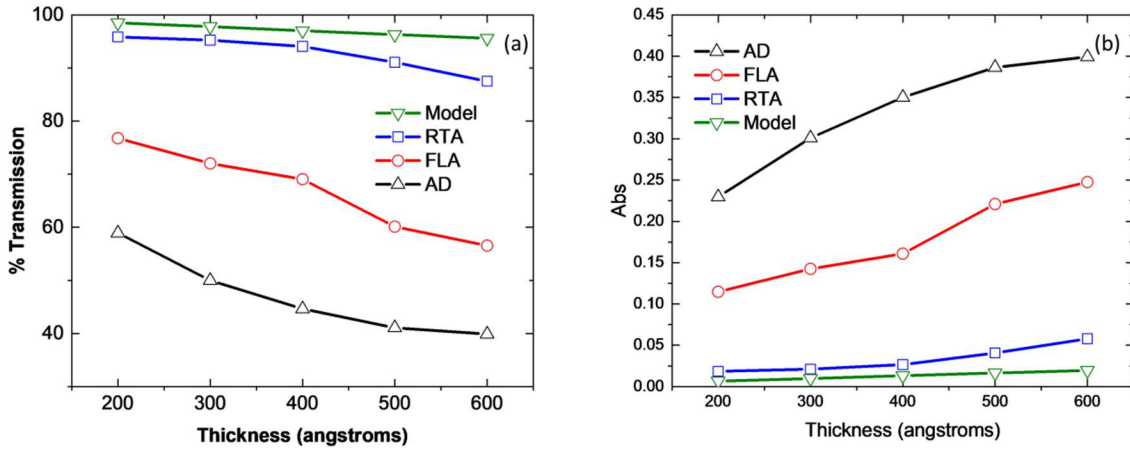 100
80
60
40
% Transmission
(a)
Model
RTA
FLA
AD
200 300 400 500 600
Thickness (angstroms)
0.45
0.40
0.35
0.30
0.25
0.20
0.15
0.10
0.05
0.00
Abs
(b)
AD
FLA
RTA
Model
200 300 400 500 600
Thickness (angstroms)